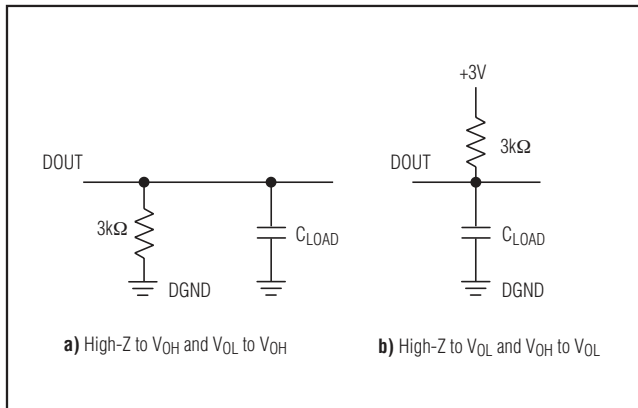 DOUT
3kΩ
C_LOAD
DGND
a) High-Z to V_OH and V_OL to V_OH
+3V
3kΩ
DOUT
C_LOAD
DGND
b) High-Z to V_OL and V_OH to V_OL